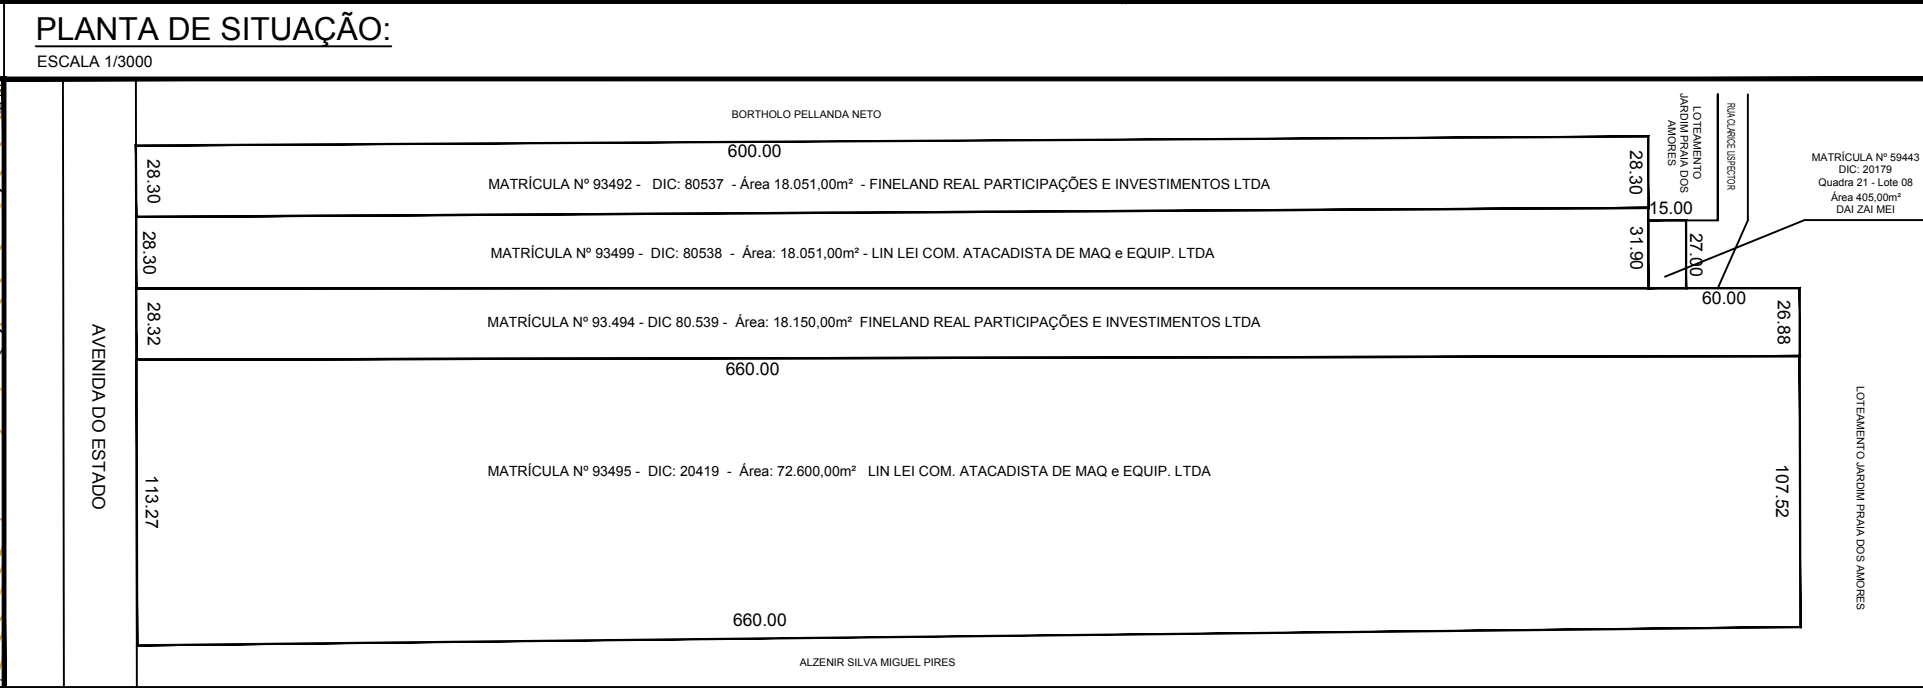 PLANTA DE SITUAÇÃO:
ESCALA 1/3000
BORTHOLO PELLANDA NETO
600.00
28.30
MATRÍCULA Nº 93492 - DIC: 80537 - Área 18.051,00m² - FINELAND REAL PARTICIPAÇÕES E INVESTIMENTOS LTDA
28.30
LOTEAMENTO
JARDIM PRAIA DOS
AMORES
RUA CLARICE LISPECTOR
MATRÍCULA Nº 59443
DIC: 20179
Quadra 21 - Lote 08
Área 405,00m²
DAI ZAI MEI
15.00
28.30
MATRÍCULA Nº 93499 - DIC: 80538 - Área: 18.051,00m² - LIN LEI COM. ATACADISTA DE MAQ e EQUIP. LTDA
31.90
27.00
60.00
28.32
MATRÍCULA Nº 93.494 - DIC 80.539 - Área: 18.150,00m² FINELAND REAL PARTICIPAÇÕES E INVESTIMENTOS LTDA
26.88
660.00
AVENIDA DO ESTADO
113.27
MATRÍCULA Nº 93495 - DIC: 20419 - Área: 72.600,00m² LIN LEI COM. ATACADISTA DE MAQ e EQUIP. LTDA
107.52
LOTEAMENTO JARDIM PRAIA DOS AMORES
660.00
ALZENIR SILVA MIGUEL PIRES